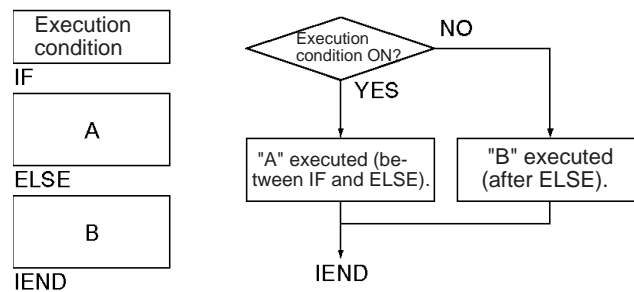 Execution
condition
IF
A
ELSE
B
IEND
Execution
condition ON?
NO
YES
"A" executed (be-
tween IF and ELSE).
"B" executed
(after ELSE).
IEND